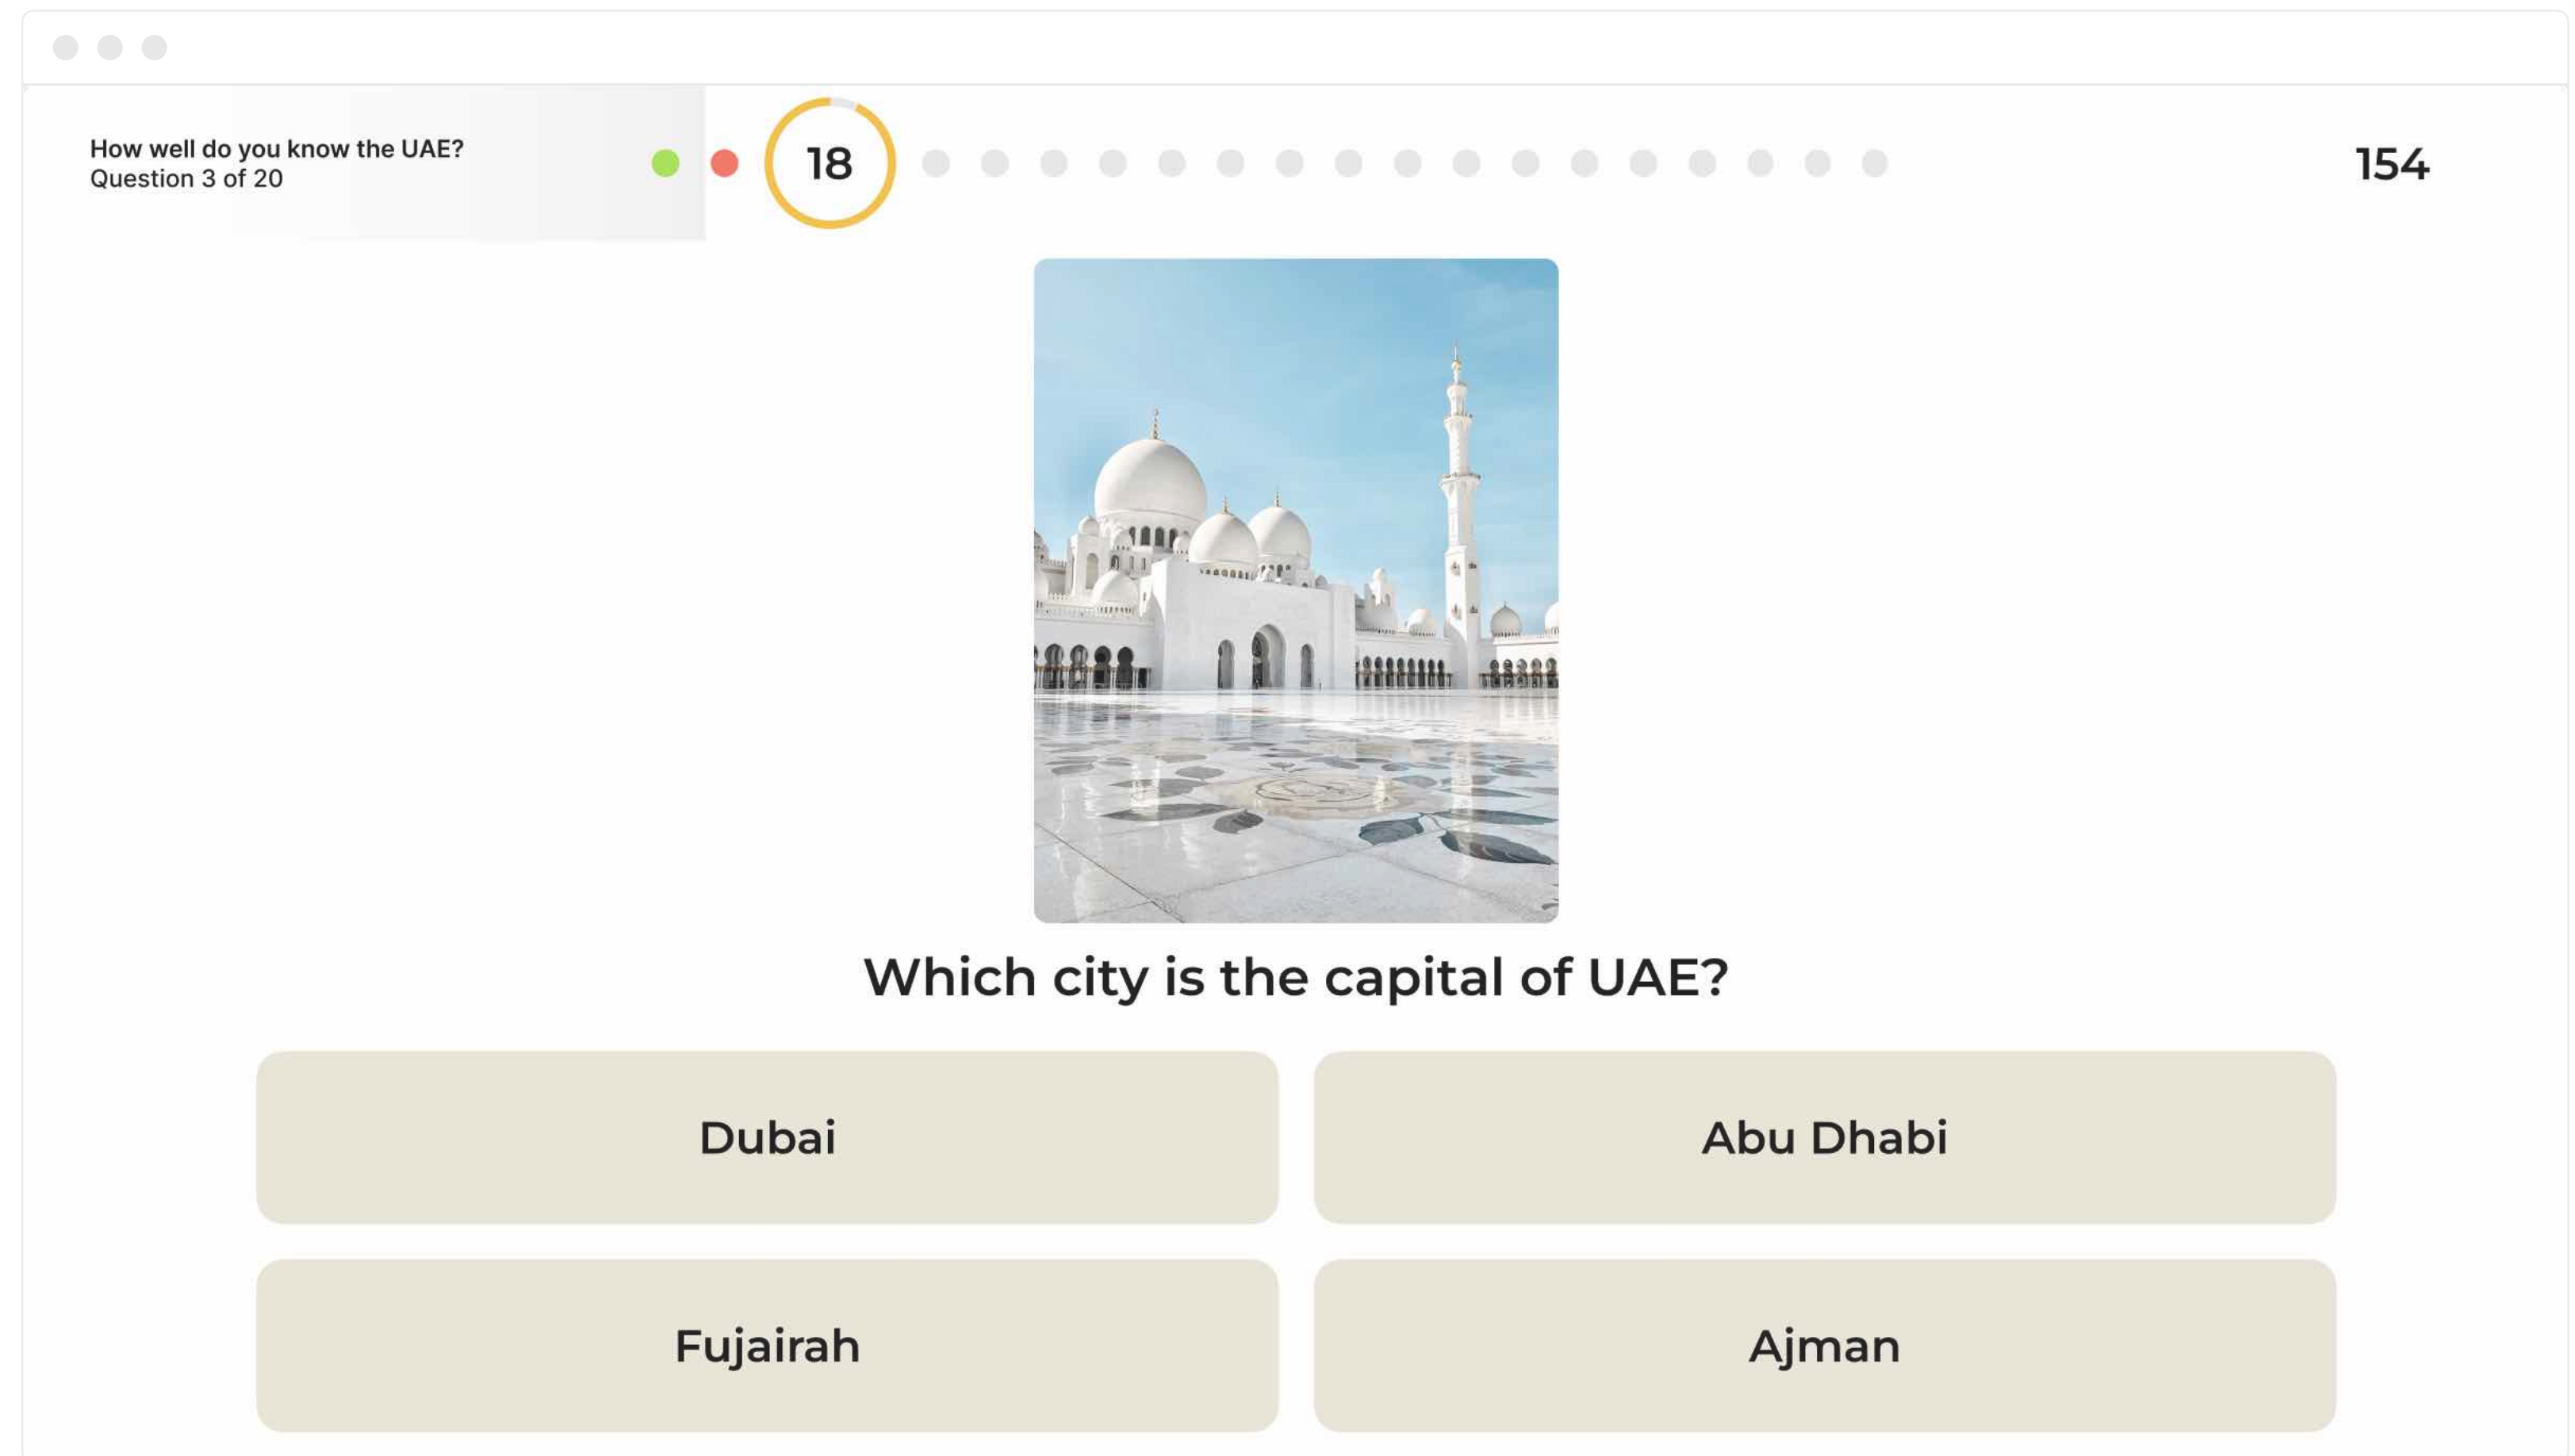 How well do you know the UAE?
Question 3 of 20
18
154
Which city is the capital of UAE?
Dubai
Abu Dhabi
Fujairah
Ajman